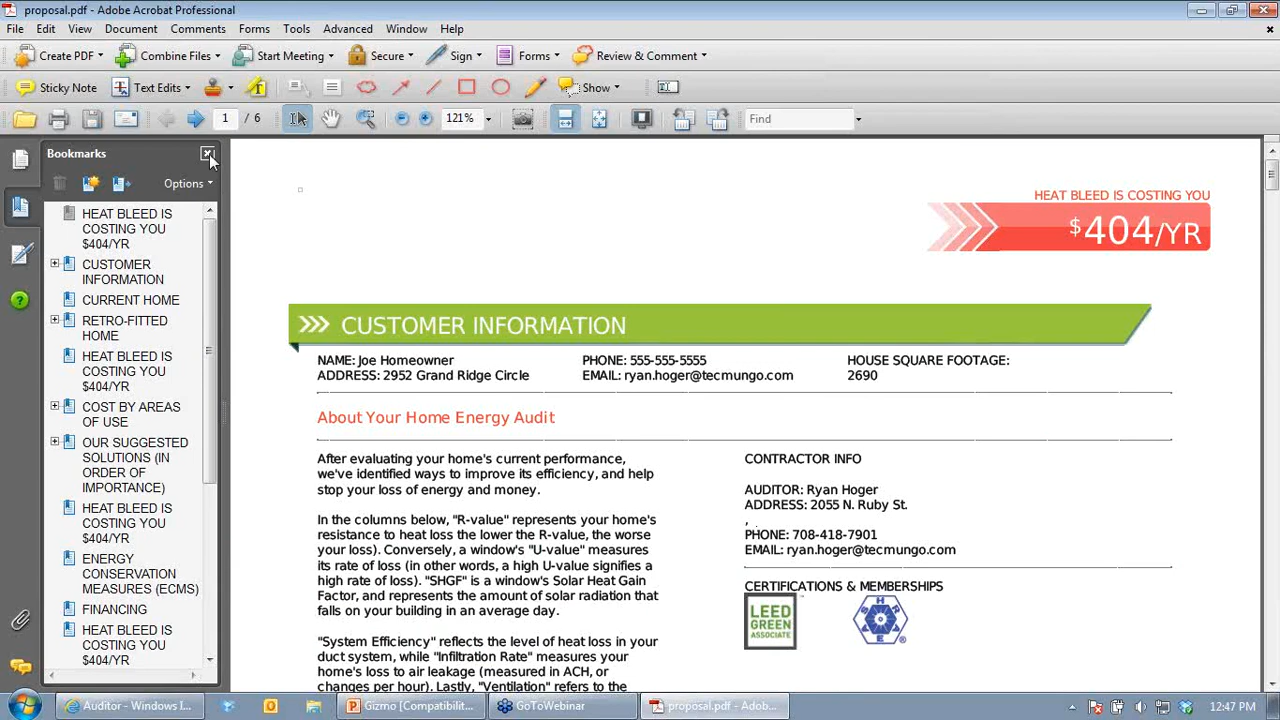 proposal.pdf - Adobe Acrobat Professional
File Edit View Document Comments Forms Tools Advanced Window Help
Create PDF Combine Files Start Meeting Secure Sign Forms Review & Comment
Sticky Note Text Edits Show
1 / 6 121% Find
Bookmarks
Options
HEAT BLEED IS
COSTING YOU
$404/YR
CUSTOMER
INFORMATION
CURRENT HOME
RETRO-FITTED
HOME
HEAT BLEED IS
COSTING YOU
$404/YR
COST BY AREAS
OF USE
OUR SUGGESTED
SOLUTIONS (IN
ORDER OF
IMPORTANCE)
HEAT BLEED IS
COSTING YOU
$404/YR
ENERGY
CONSERVATION
MEASURES (ECMS)
FINANCING
HEAT BLEED IS
COSTING YOU
$404/YR
HEAT BLEED IS COSTING YOU
$404/YR
CUSTOMER INFORMATION
NAME: Joe Homeowner
ADDRESS: 2952 Grand Ridge Circle
PHONE: 555-555-5555
EMAIL: ryan.hoger@tecmungo.com
HOUSE SQUARE FOOTAGE:
2690
About Your Home Energy Audit
After evaluating your home's current performance,
we've identified ways to improve its efficiency, and help
stop your loss of energy and money.
In the columns below, "R-value" represents your home's
resistance to heat loss the lower the R-value, the worse
your loss). Conversely, a window's "U-value" measures
its rate of loss (in other words, a high U-value signifies a
high rate of loss). "SHGF" is a window's Solar Heat Gain
Factor, and represents the amount of solar radiation that
falls on your building in an average day.
"System Efficiency" reflects the level of heat loss in your
duct system, while "Infiltration Rate" measures your
home's loss to air leakage (measured in ACH, or
changes per hour). Lastly, "Ventilation" refers to the
CONTRACTOR INFO
AUDITOR: Ryan Hoger
ADDRESS: 2055 N. Ruby St.
,
PHONE: 708-418-7901
EMAIL: ryan.hoger@tecmungo.com
CERTIFICATIONS & MEMBERSHIPS
LEED
GREEN
ASSOCIATE
ASHRAE
Auditor - Windows I... Gizmo [Compatibilit... GoToWebinar proposal.pdf - Adob... 12:47 PM